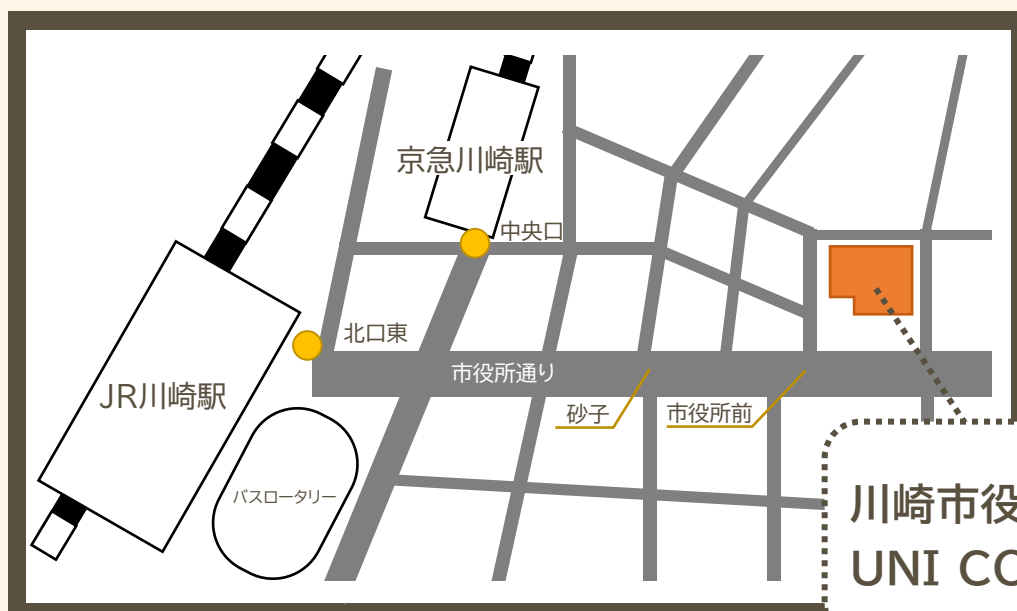 京急川崎駅
中央口
北口東
市役所通り
JR川崎駅
砂子
市役所前
バスロータリー
川崎市役
UNI CO